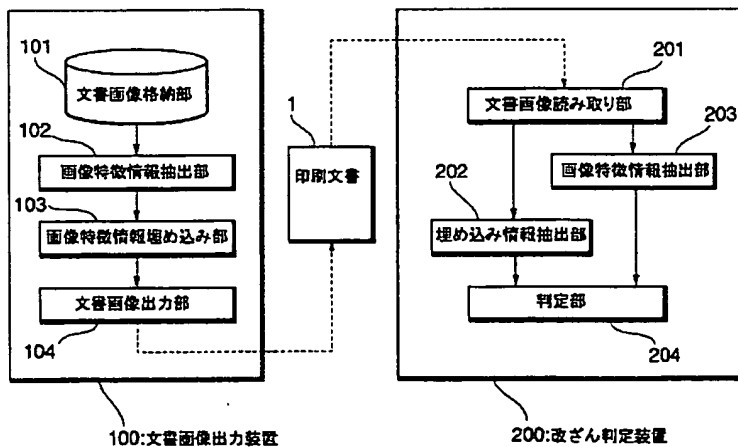 101
文書画像格納部
102
画像特徴情報抽出部
103
画像特徴情報埋め込み部
文書画像出力部
104
100:文書画像出力装置
1
印刷文書
201
文書画像読み取り部
203
画像特徴情報抽出部
202
埋め込み情報抽出部
判定部
204
200:改ざん判定装置